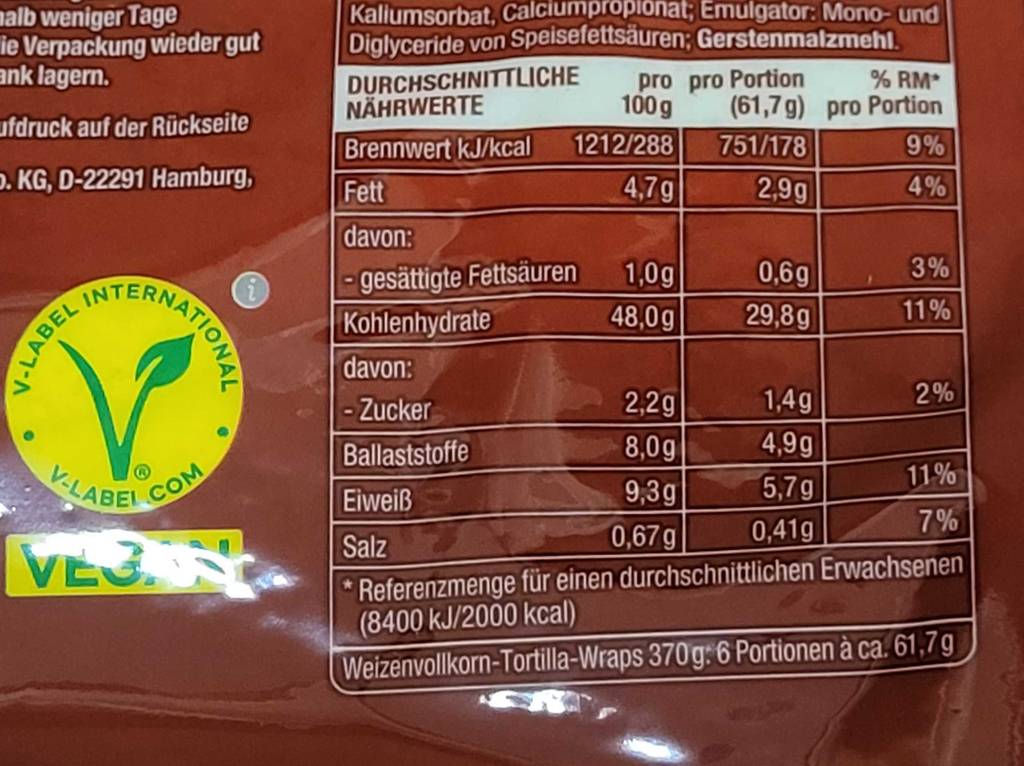 halb weniger Tage
ie Verpackung wieder gut
ank lagern.
ufdruck auf der Rückseite
o. KG, D-22291 Hamburg,
V-LABEL INTERNATIONAL
V-LABEL.COM
VEGAN
Kaliumsorbat, Calciumpropionat; Emulgator: Mono- und
Diglyceride von Speisefettsäuren; Gerstenmalzmehl.
DURCHSCHNITTLICHE NÄHRWERTE pro 100 g pro Portion (61,7 g) % RM* pro Portion
Brennwert kJ/kcal 1212/288 751/178 9%
Fett 4,7g 2,9g 4%
davon:
- gesättigte Fettsäuren 1,0g 0,6g 3%
Kohlenhydrate 48,0g 29,8g 11%
davon:
- Zucker 2,2g 1,4g 2%
Ballaststoffe 8,0g 4,9g
Eiweiß 9,3g 5,7g 11%
Salz 0,67g 0,41g 7%
* Referenzmenge für einen durchschnittlichen Erwachsenen
(8400 kJ/2000 kcal)
Weizenvollkorn-Tortilla-Wraps 370g: 6 Portionen à ca. 61,7g